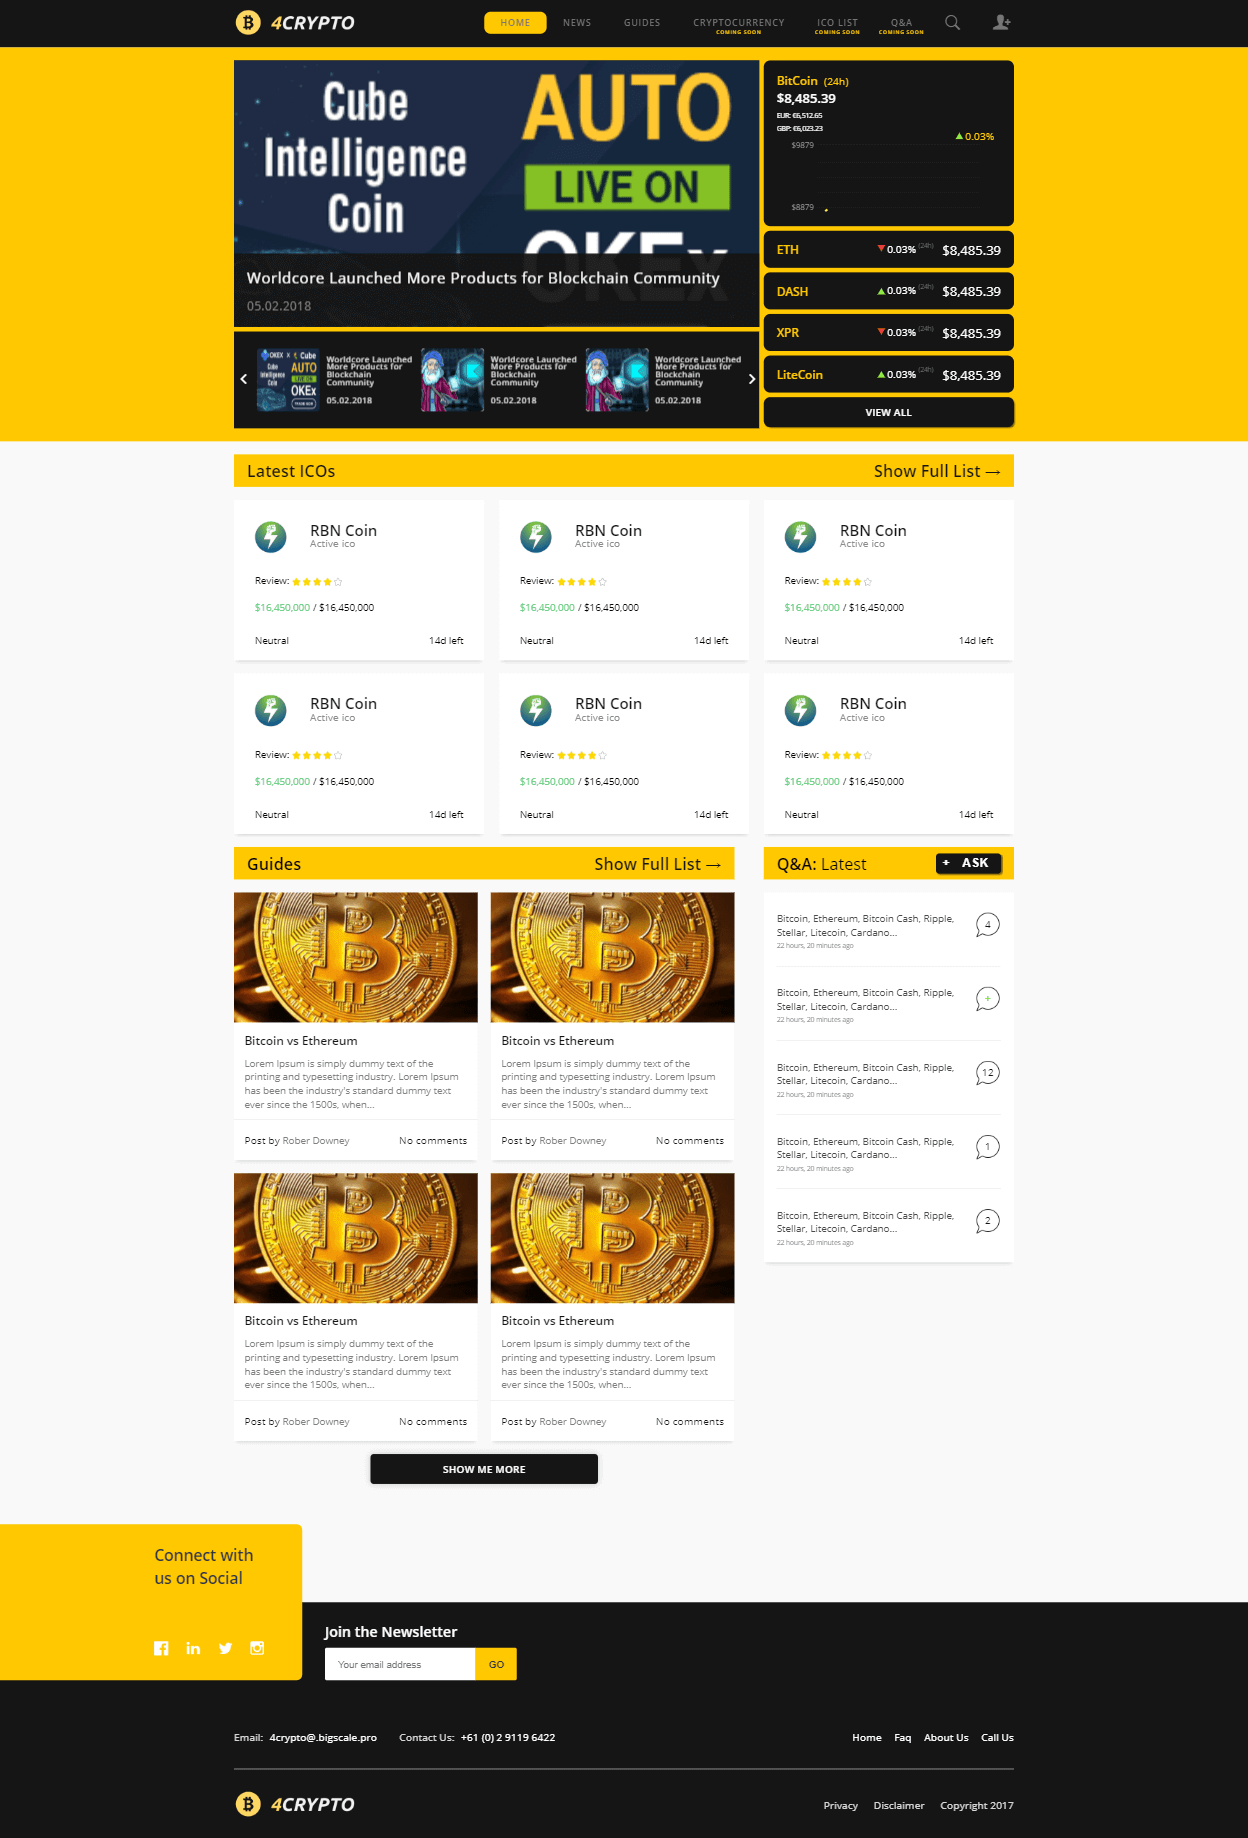 4CRYPTO
HOME
NEWS
GUIDES
CRYPTOCURRENCY
COMING SOON
ICO LIST
COMING SOON
Q&A
COMING SOON
Cube
Intelligence
Coin
AUTO
LIVE ON
OKEx
Worldcore Launched More Products for Blockchain Community
05.02.2018
OKEX x Cube
Cube
Intelligence
Coin
AUTO
LIVE ON
OKEx
Worldcore Launched
More Products for
Blockchain
Community
05.02.2018
Worldcore Launched
More Products for
Blockchain
Community
05.02.2018
Worldcore Launched
More Products for
Blockchain
Community
05.02.2018
BitCoin (24h)
$8,485.39
EUR: €6,512.65
GBP: €6,023.23
0.03%
$9879
$8879
ETH 0.03% (24h) $8,485.39
DASH 0.03% (24h) $8,485.39
XPR 0.03% (24h) $8,485.39
LiteCoin 0.03% (24h) $8,485.39
VIEW ALL
Latest ICOs
Show Full List →
RBN Coin
Active ico
Review:
$16,450,000 / $16,450,000
Neutral 14d left
RBN Coin
Active ico
Review:
$16,450,000 / $16,450,000
Neutral 14d left
RBN Coin
Active ico
Review:
$16,450,000 / $16,450,000
Neutral 14d left
RBN Coin
Active ico
Review:
$16,450,000 / $16,450,000
Neutral 14d left
RBN Coin
Active ico
Review:
$16,450,000 / $16,450,000
Neutral 14d left
RBN Coin
Active ico
Review:
$16,450,000 / $16,450,000
Neutral 14d left
Guides
Show Full List →
Bitcoin vs Ethereum
Lorem Ipsum is simply dummy text of the
printing and typesetting industry. Lorem Ipsum
has been the industry's standard dummy text
ever since the 1500s, when...
Post by Rober Downey No comments
Bitcoin vs Ethereum
Lorem Ipsum is simply dummy text of the
printing and typesetting industry. Lorem Ipsum
has been the industry's standard dummy text
ever since the 1500s, when...
Post by Rober Downey No comments
Bitcoin vs Ethereum
Lorem Ipsum is simply dummy text of the
printing and typesetting industry. Lorem Ipsum
has been the industry's standard dummy text
ever since the 1500s, when...
Post by Rober Downey No comments
Bitcoin vs Ethereum
Lorem Ipsum is simply dummy text of the
printing and typesetting industry. Lorem Ipsum
has been the industry's standard dummy text
ever since the 1500s, when...
Post by Rober Downey No comments
SHOW ME MORE
Q&A: Latest
+ ASK
Bitcoin, Ethereum, Bitcoin Cash, Ripple,
Stellar, Litecoin, Cardano...
22 hours, 20 minutes ago
4
Bitcoin, Ethereum, Bitcoin Cash, Ripple,
Stellar, Litecoin, Cardano...
22 hours, 20 minutes ago
+
Bitcoin, Ethereum, Bitcoin Cash, Ripple,
Stellar, Litecoin, Cardano...
22 hours, 20 minutes ago
12
Bitcoin, Ethereum, Bitcoin Cash, Ripple,
Stellar, Litecoin, Cardano...
22 hours, 20 minutes ago
1
Bitcoin, Ethereum, Bitcoin Cash, Ripple,
Stellar, Litecoin, Cardano...
22 hours, 20 minutes ago
2
Connect with
us on Social
Join the Newsletter
Your email address
GO
Email: 4crypto@.bigscale.pro
Contact Us: +61 (0) 2 9119 6422
Home Faq About Us Call Us
4CRYPTO
Privacy Disclaimer Copyright 2017